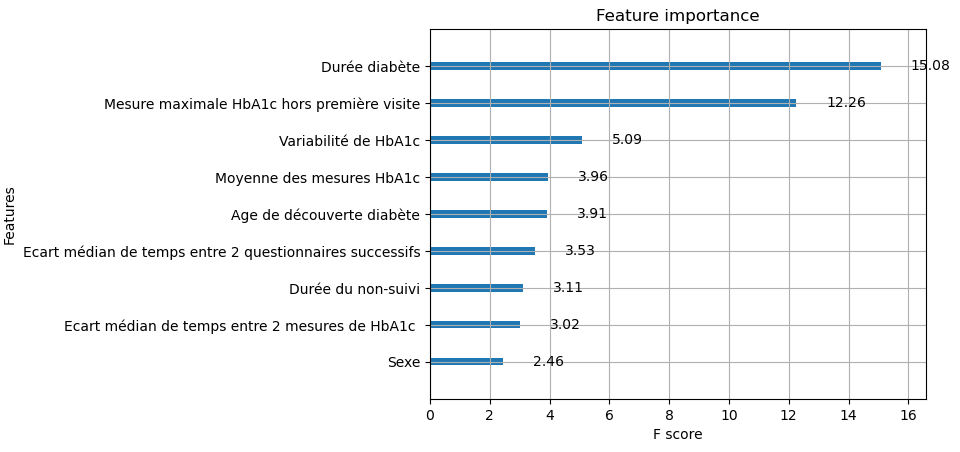 Feature importance
Durée diabète 15.08
Mesure maximale HbA1c hors première visite 12.26
Variabilité de HbA1c 5.09
Moyenne des mesures HbA1c 3.96
Age de découverte diabète 3.91
Ecart médian de temps entre 2 questionnaires successifs 3.53
Durée du non-suivi 3.11
Ecart médian de temps entre 2 mesures de HbA1c 3.02
Sexe 2.46
Features
0 2 4 6 8 10 12 14 16
F score